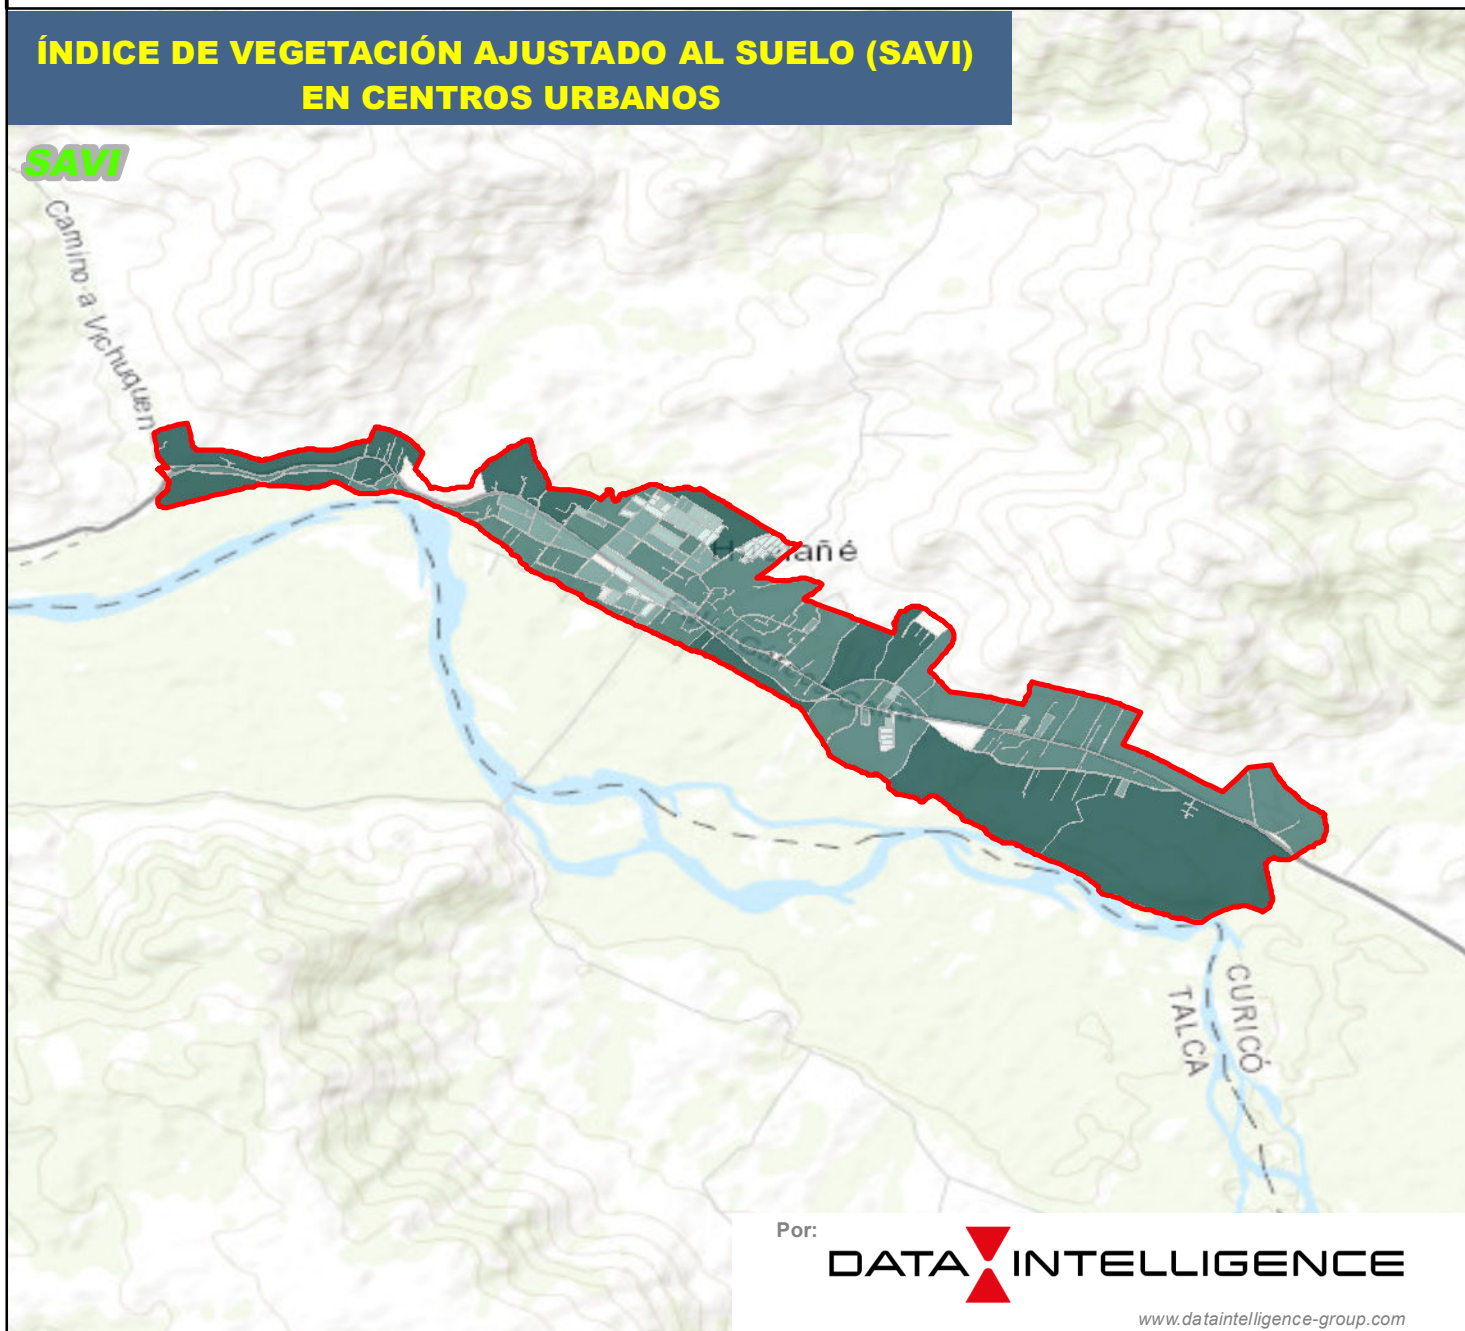 ÍNDICE DE VEGETACIÓN AJUSTADO AL SUELO (SAVI)
EN CENTROS URBANOS
SAVI
Camino a Vichuquen
CURICÓ
TALCA
Por:
DATA INTELLIGENCE
www.dataintelligence-group.com